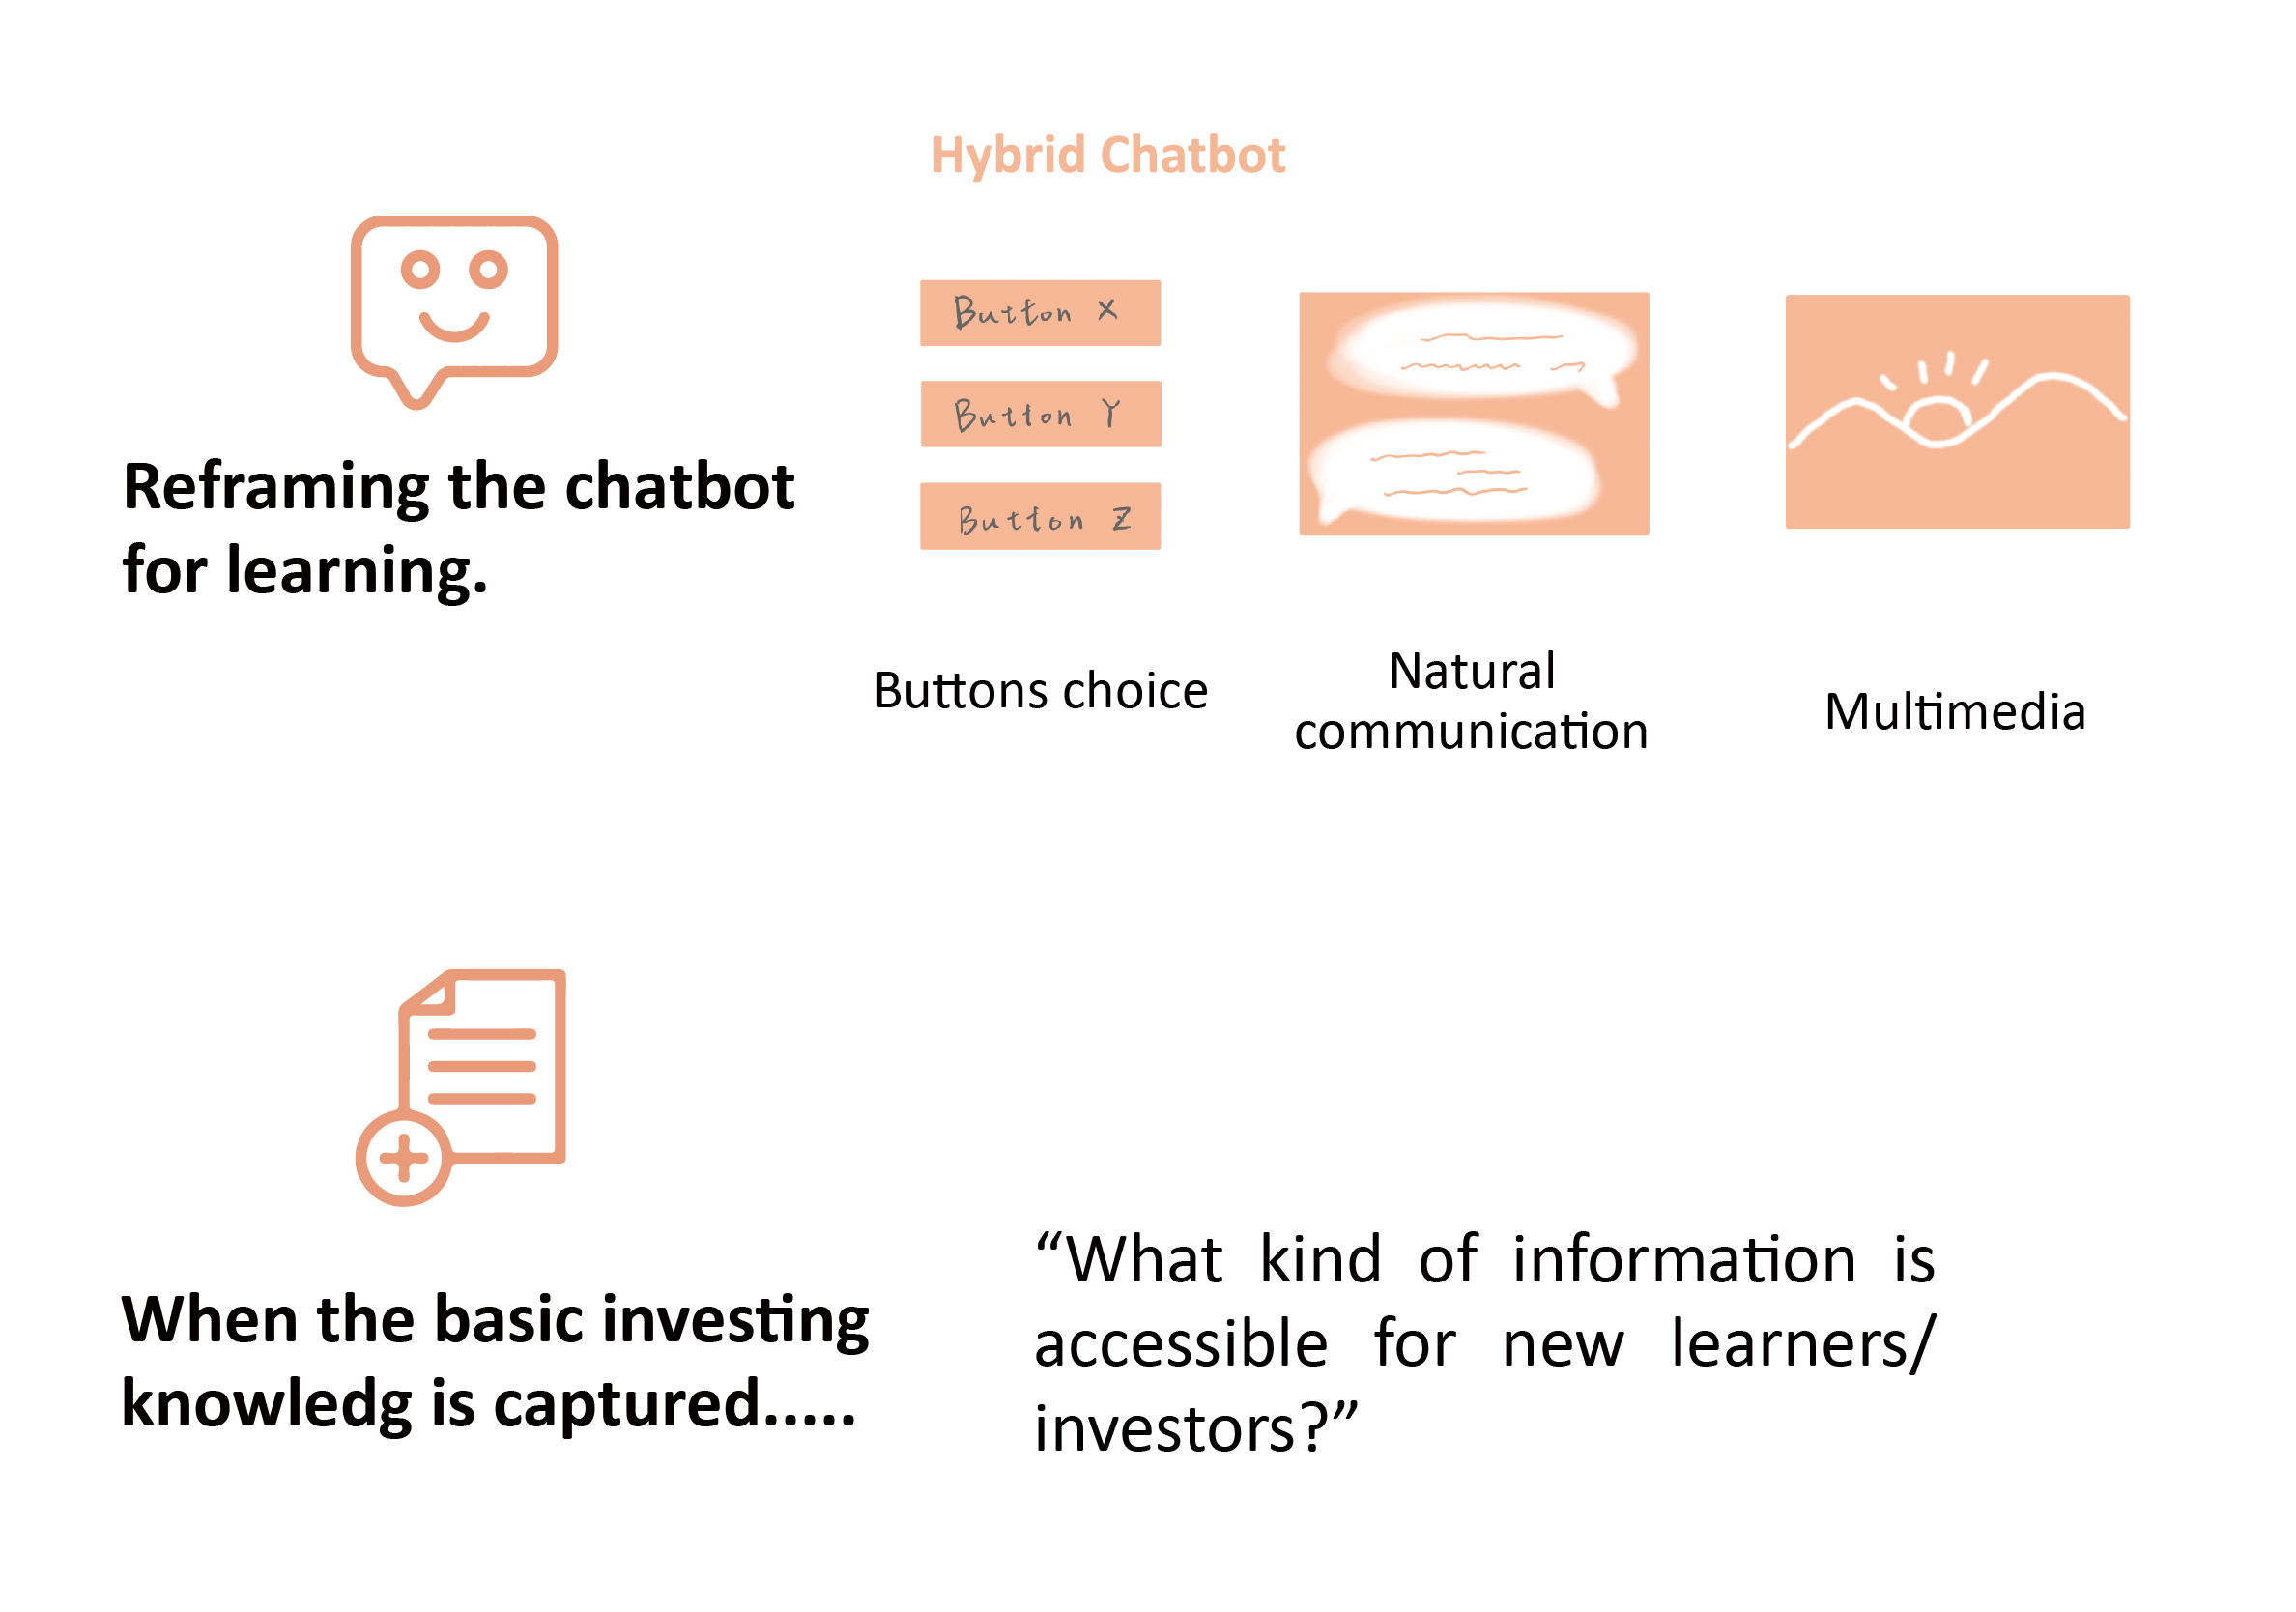 Hybrid Chatbot
Reframing the chatbot
for learning.
Button X
Button Y
Button Z
Buttons choice
Natural
communication
Multimedia
When the basic investing
knowledg is captured.....
“What kind of information is
accessible for new learners/
investors?”